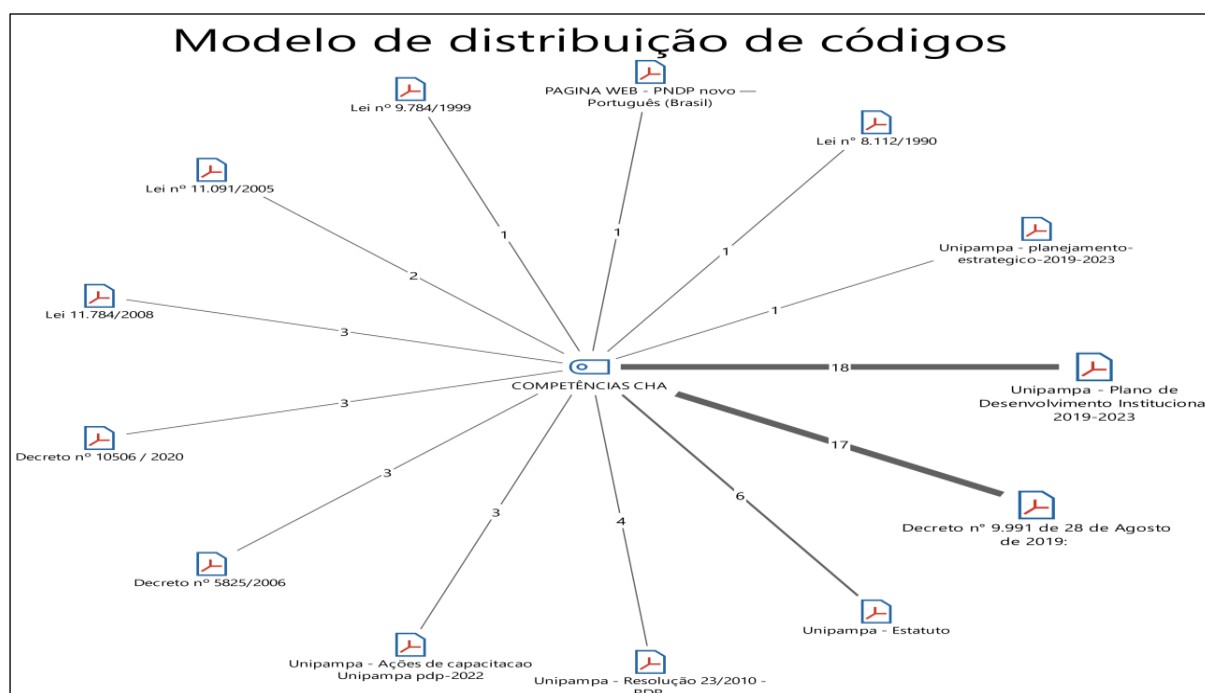 Modelo de distribuição de códigos
PAGINA WEB - PNDP novo —
Português (Brasil)
Lei nº 9.784/1999
Lei n° 8.112/1990
Lei nº 11.091/2005
Unipampa - planejamento-
estrategico-2019-2023
Lei 11.784/2008
1
1
1
2
1
3
18
COMPETÊNCIAS CHA
Unipampa - Plano de
Desenvolvimento Instituciona
2019-2023
3
17
Decreto nº 10506 / 2020
3
6
3
4
Decreto n° 9.991 de 28 de Agosto
de 2019:
Decreto nº 5825/2006
Unipampa - Estatuto
Unipampa - Ações de capacitacao
Unipampa pdp-2022
Unipampa - Resolução 23/2010 -